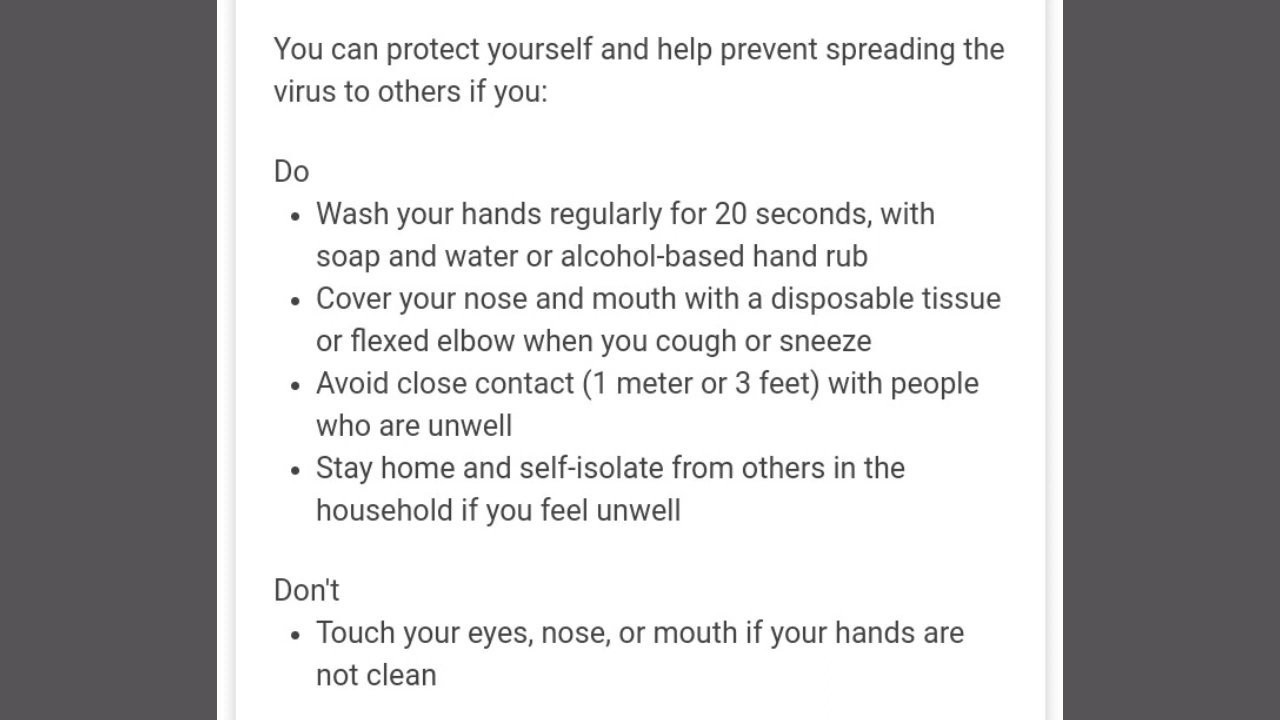 You can protect yourself and help prevent spreading the
virus to others if you:
Do
• Wash your hands regularly for 20 seconds, with
soap and water or alcohol-based hand rub
• Cover your nose and mouth with a disposable tissue
or flexed elbow when you cough or sneeze
• Avoid close contact (1 meter or 3 feet) with people
who are unwell
• Stay home and self-isolate from others in the
household if you feel unwell
Don't
• Touch your eyes, nose, or mouth if your hands are
not clean